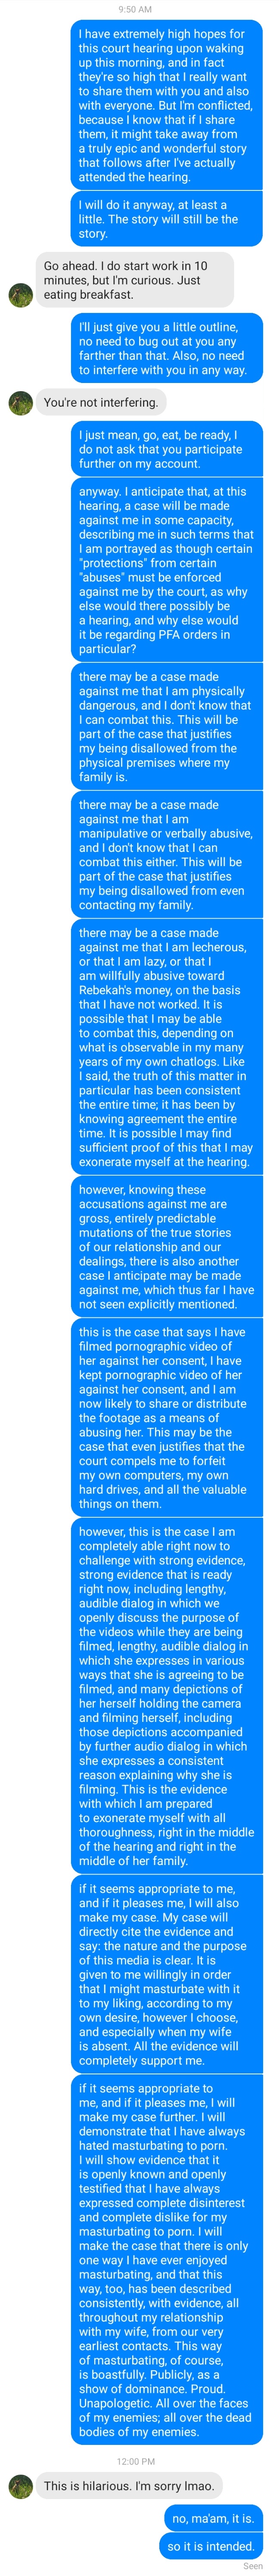 9:50 AM
I have extremely high hopes for
this court hearing upon waking
up this morning, and in fact
they're so high that I really want
to share them with you and also
with everyone. But I'm conflicted,
because I know that if I share
them, it might take away from
a truly epic and wonderful story
that follows after I've actually
attended the hearing.
I will do it anyway, at least a
little. The story will still be the
story.
Go ahead. I do start work in 10
minutes, but I'm curious. Just
eating breakfast.
I'll just give you a little outline,
no need to bug out at you any
farther than that. Also, no need
to interfere with you in any way.
You're not interfering.
I just mean, go, eat, be ready, I
do not ask that you participate
further on my account.
anyway. I anticipate that, at this
hearing, a case will be made
against me in some capacity,
describing me in such terms that
I am portrayed as though certain
"protections" from certain
"abuses" must be enforced
against me by the court, as why
else would there possibly be
a hearing, and why else would
it be regarding PFA orders in
particular?
there may be a case made
against me that I am physically
dangerous, and I don't know that
I can combat this. This will be
part of the case that justifies
my being disallowed from the
physical premises where my
family is.
there may be a case made
against me that I am
manipulative or verbally abusive,
and I don't know that I can
combat this either. This will be
part of the case that justifies
my being disallowed from even
contacting my family.
there may be a case made
against me that I am lecherous,
or that I am lazy, or that I
am willfully abusive toward
Rebekah's money, on the basis
that I have not worked. It is
possible that I may be able
to combat this, depending on
what is observable in my many
years of my own chatlogs. Like
I said, the truth of this matter in
particular has been consistent
the entire time; it has been by
knowing agreement the entire
time. It is possible I may find
sufficient proof of this that I may
exonerate myself at the hearing.
however, knowing these
accusations against me are
gross, entirely predictable
mutations of the true stories
of our relationship and our
dealings, there is also another
case I anticipate may be made
against me, which thus far I have
not seen explicitly mentioned.
this is the case that says I have
filmed pornographic video of
her against her consent, I have
kept pornographic video of her
against her consent, and I am
now likely to share or distribute
the footage as a means of
abusing her. This may be the
case that even justifies that the
court compels me to forfeit
my own computers, my own
hard drives, and all the valuable
things on them.
however, this is the case I am
completely able right now to
challenge with strong evidence,
strong evidence that is ready
right now, including lengthy,
audible dialog in which we
openly discuss the purpose of
the videos while they are being
filmed, lengthy, audible dialog in
which she expresses in various
ways that she is agreeing to be
filmed, and many depictions of
her herself holding the camera
and filming herself, including
those depictions accompanied
by further audio dialog in which
she expresses a consistent
reason explaining why she is
filming. This is the evidence
with which I am prepared
to exonerate myself with all
thoroughness, right in the middle
of the hearing and right in the
middle of her family.
if it seems appropriate to me,
and if it pleases me, I will also
make my case. My case will
directly cite the evidence and
say: the nature and the purpose
of this media is clear. It is
given to me willingly in order
that I might masturbate with it
to my liking, according to my
own desire, however I choose,
and especially when my wife
is absent. All the evidence will
completely support me.
if it seems appropriate to
me, and if it pleases me, I will
make my case further. I will
demonstrate that I have always
hated masturbating to porn.
I will show evidence that it
is openly known and openly
testified that I have always
expressed complete disinterest
and complete dislike for my
masturbating to porn. I will
make the case that there is only
one way I have ever enjoyed
masturbating, and that this
way, too, has been described
consistently, with evidence, all
throughout my relationship
with my wife, from our very
earliest contacts. This way
of masturbating, of course,
is boastfully. Publicly, as a
show of dominance. Proud.
Unapologetic. All over the faces
of my enemies; all over the dead
bodies of my enemies.
12:00 PM
This is hilarious. I'm sorry lmao.
no, ma'am, it is.
so it is intended.
Seen